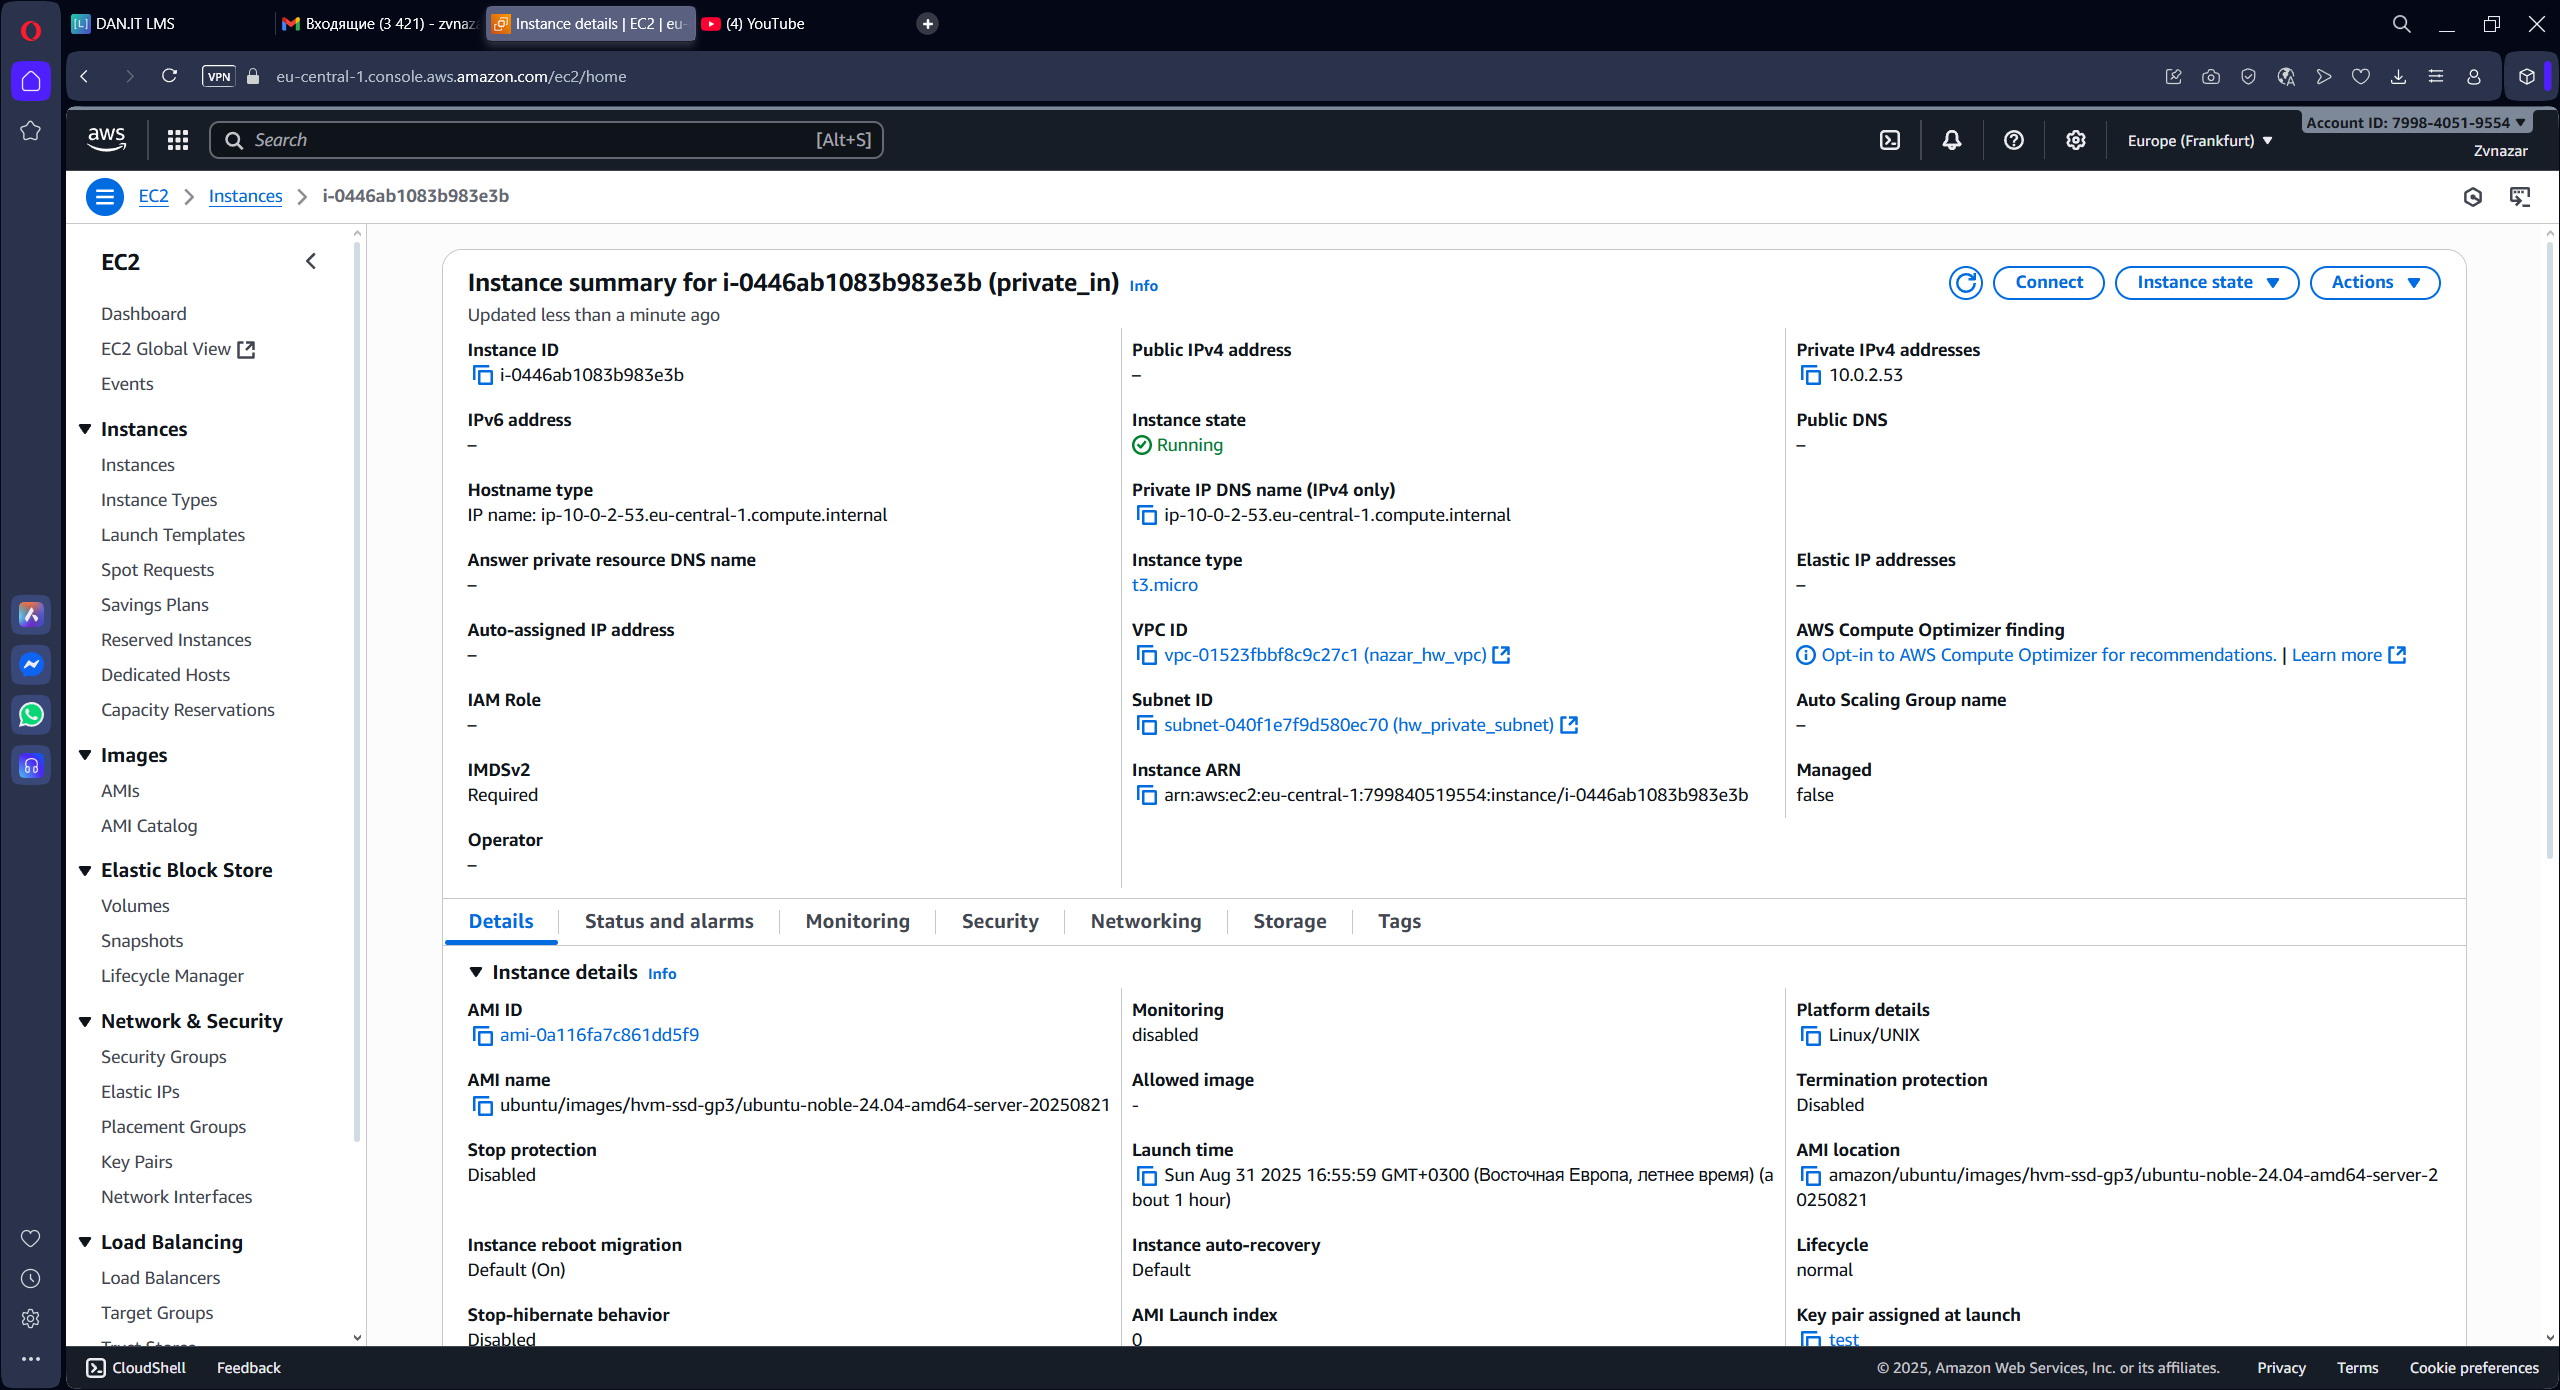 DAN.IT LMS
Входящие (3 421) - zvnaz
Instance details | EC2 | eu-
(4) YouTube
VPN
eu-central-1.console.aws.amazon.com/ec2/home
aws
Search
[Alt+S]
Europe (Frankfurt)
Account ID: 7998-4051-9554
Zvnazar
EC2
Instances
i-0446ab1083b983e3b
EC2
Dashboard
EC2 Global View
Events
Instances
Instances
Instance Types
Launch Templates
Spot Requests
Savings Plans
Reserved Instances
Dedicated Hosts
Capacity Reservations
Images
AMIs
AMI Catalog
Elastic Block Store
Volumes
Snapshots
Lifecycle Manager
Network & Security
Security Groups
Elastic IPs
Placement Groups
Key Pairs
Network Interfaces
Load Balancing
Load Balancers
Target Groups
Trust Stores
Instance summary for i-0446ab1083b983e3b (private_in) Info
Updated less than a minute ago
Connect
Instance state
Actions
Instance ID
i-0446ab1083b983e3b
Public IPv4 address
–
Private IPv4 addresses
10.0.2.53
IPv6 address
–
Instance state
Running
Public DNS
–
Hostname type
IP name: ip-10-0-2-53.eu-central-1.compute.internal
Private IP DNS name (IPv4 only)
ip-10-0-2-53.eu-central-1.compute.internal
Answer private resource DNS name
–
Instance type
t3.micro
Elastic IP addresses
–
Auto-assigned IP address
–
VPC ID
vpc-01523fbbf8c9c27c1 (nazar_hw_vpc)
AWS Compute Optimizer finding
Opt-in to AWS Compute Optimizer for recommendations. | Learn more
IAM Role
–
Subnet ID
subnet-040f1e7f9d580ec70 (hw_private_subnet)
Auto Scaling Group name
–
IMDSv2
Required
Instance ARN
arn:aws:ec2:eu-central-1:799840519554:instance/i-0446ab1083b983e3b
Managed
false
Operator
–
Details
Status and alarms
Monitoring
Security
Networking
Storage
Tags
Instance details Info
AMI ID
ami-0a116fa7c861dd5f9
Monitoring
disabled
Platform details
Linux/UNIX
AMI name
ubuntu/images/hvm-ssd-gp3/ubuntu-noble-24.04-amd64-server-20250821
Allowed image
-
Termination protection
Disabled
Stop protection
Disabled
Launch time
Sun Aug 31 2025 16:55:59 GMT+0300 (Восточная Европа, летнее время) (a
bout 1 hour)
AMI location
amazon/ubuntu/images/hvm-ssd-gp3/ubuntu-noble-24.04-amd64-server-2
0250821
Instance reboot migration
Default (On)
Instance auto-recovery
Default
Lifecycle
normal
Stop-hibernate behavior
Disabled
AMI Launch index
0
Key pair assigned at launch
test
CloudShell
Feedback
© 2025, Amazon Web Services, Inc. or its affiliates.
Privacy
Terms
Cookie preferences